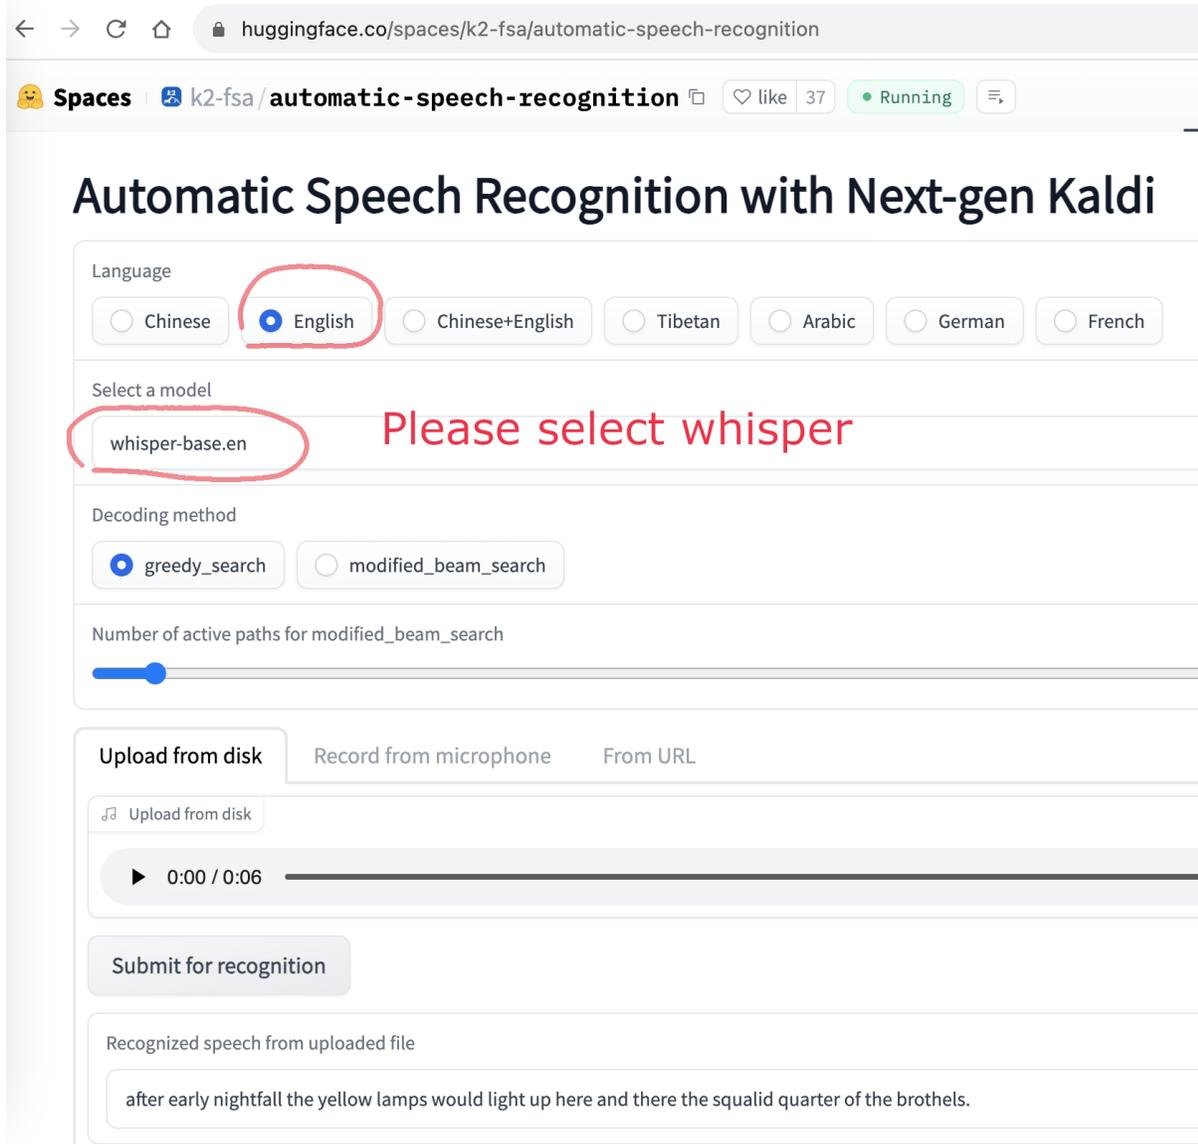 huggingface.co/spaces/k2-fsa/automatic-speech-recognition
Spaces k2-fsa/automatic-speech-recognition like 37 Running
Automatic Speech Recognition with Next-gen Kaldi
Language
Chinese English Chinese+English Tibetan Arabic German French
Select a model
whisper-base.en Please select whisper
Decoding method
greedy_search modified_beam_search
Number of active paths for modified_beam_search
Upload from disk Record from microphone From URL
Upload from disk
0:00 / 0:06
Submit for recognition
Recognized speech from uploaded file
after early nightfall the yellow lamps would light up here and there the squalid quarter of the brothels.